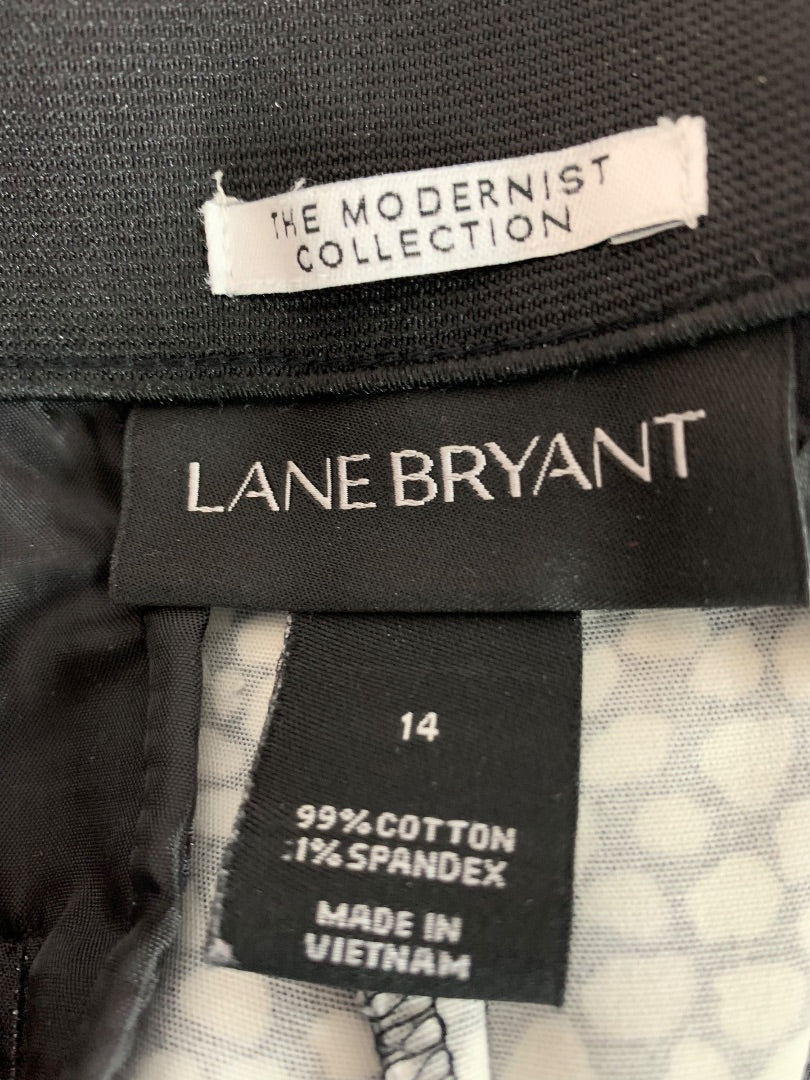 THE MODERNIST
COLLECTION
LANE BRYANT
14
99% COTTON
1% SPANDEX
MADE IN
VIETNAM